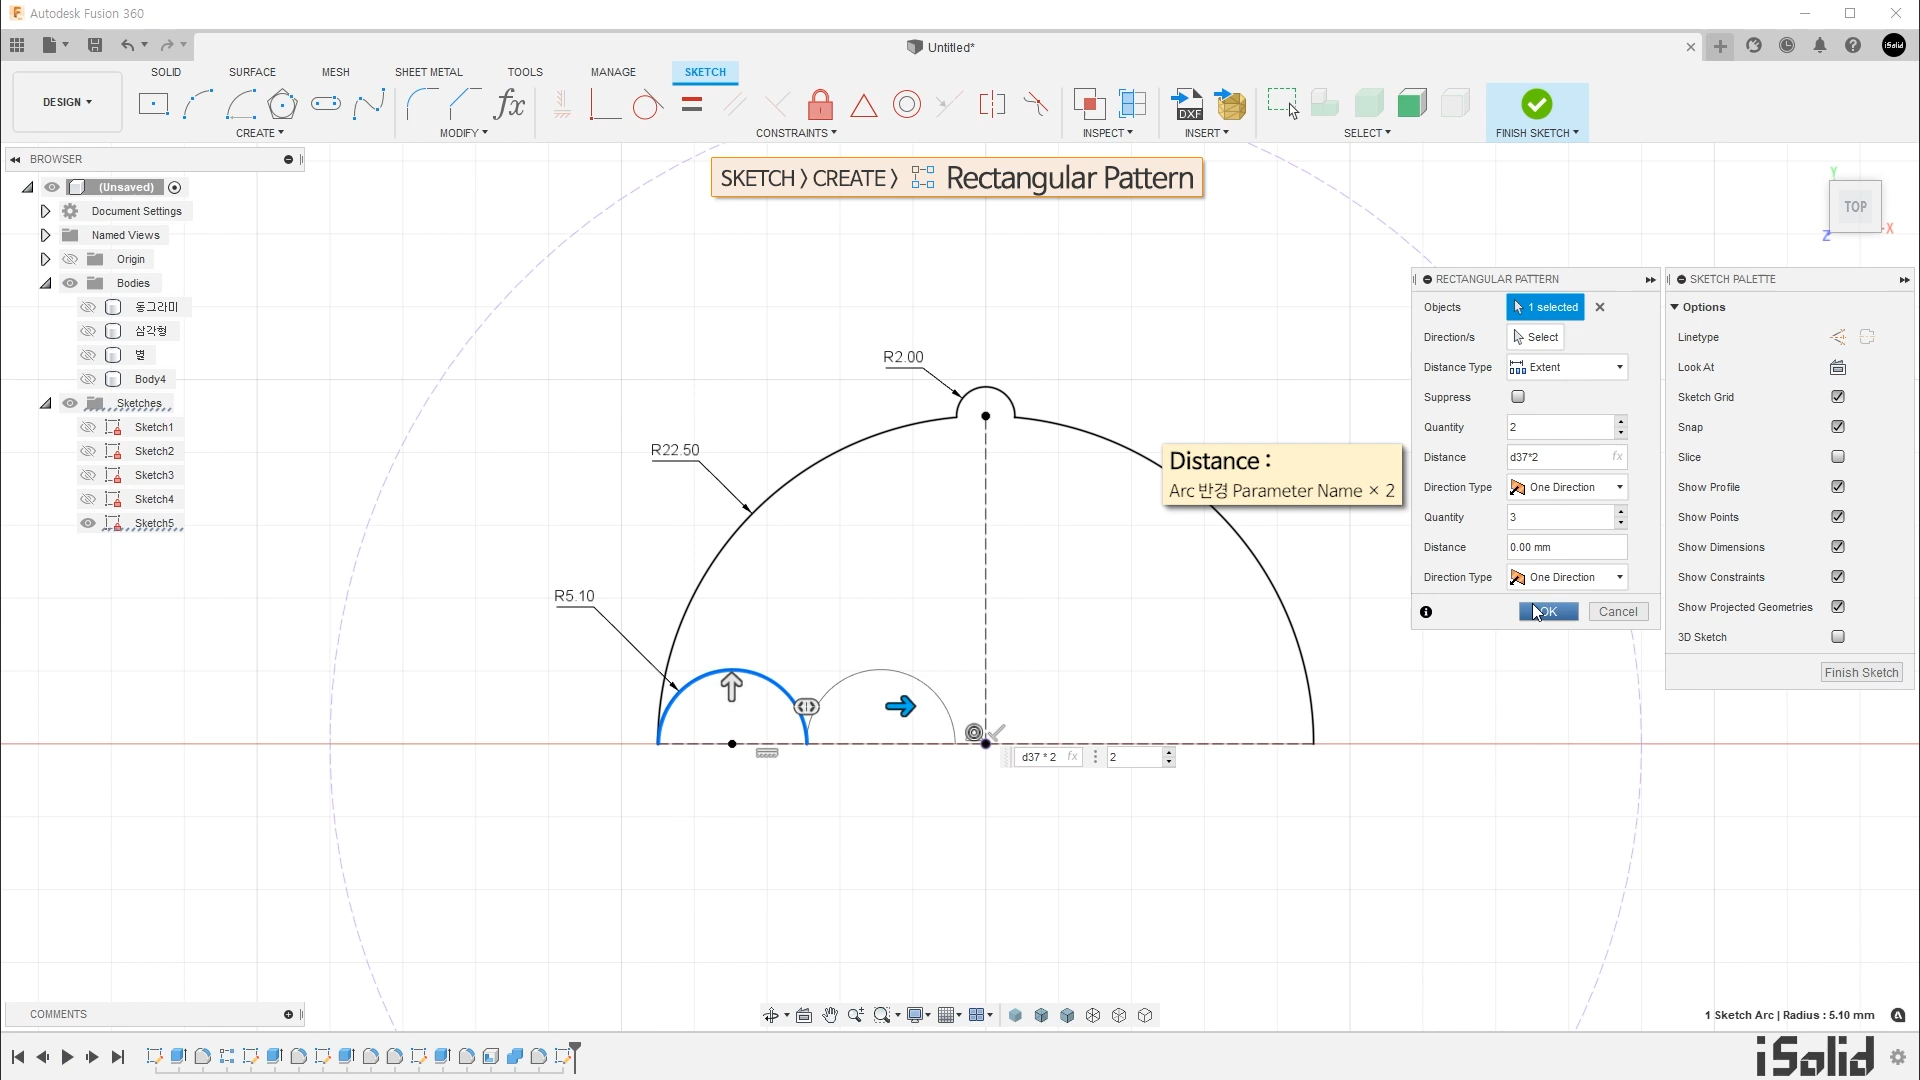 Autodesk Fusion 360
Untitled*
iSolid
DESIGN
SOLID
SURFACE
MESH
SHEET METAL
TOOLS
MANAGE
SKETCH
fx
DXF
CREATE
MODIFY
CONSTRAINTS
INSPECT
INSERT
SELECT
FINISH SKETCH
BROWSER
(Unsaved)
Document Settings
Named Views
Origin
Bodies
동그라미
삼각형
별
Body4
Sketches
Sketch1
Sketch2
Sketch3
Sketch4
Sketch5
SKETCH 〉CREATE 〉 Rectangular Pattern
Y
TOP
X
Z
R2.00
R22.50
R5.10
Distance :
Arc 반경 Parameter Name × 2
d37 * 2 fx
2
RECTANGULAR PATTERN
Objects 1 selected
Direction/s Select
Distance Type Extent
Suppress
Quantity 2
Distance d37*2 fx
Direction Type One Direction
Quantity 3
Distance 0.00 mm
Direction Type One Direction
OK Cancel
SKETCH PALETTE
Options
Linetype
Look At
Sketch Grid
Snap
Slice
Show Profile
Show Points
Show Dimensions
Show Constraints
Show Projected Geometries
3D Sketch
Finish Sketch
COMMENTS
1 Sketch Arc | Radius : 5.10 mm
iSolid